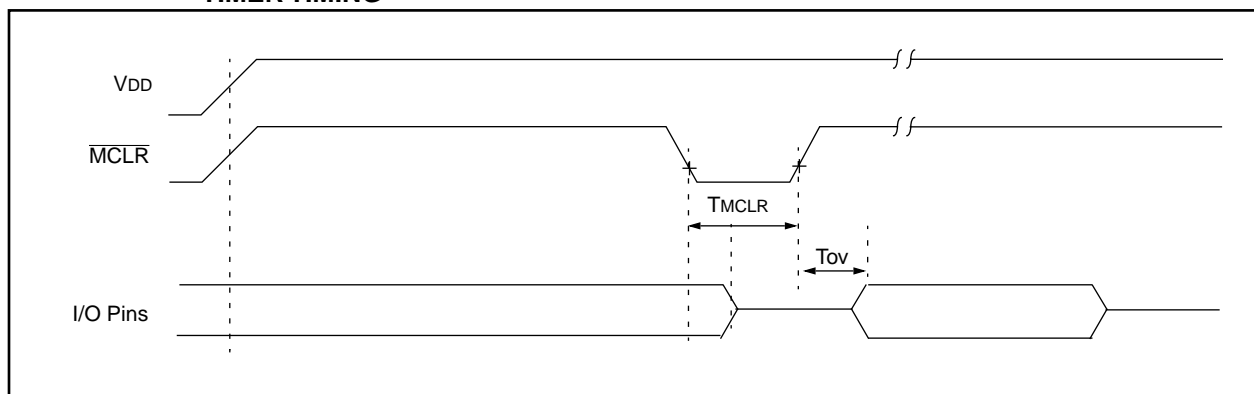 TIMER TIMING
VDD
MCLR
TMCLR
Tov
I/O Pins